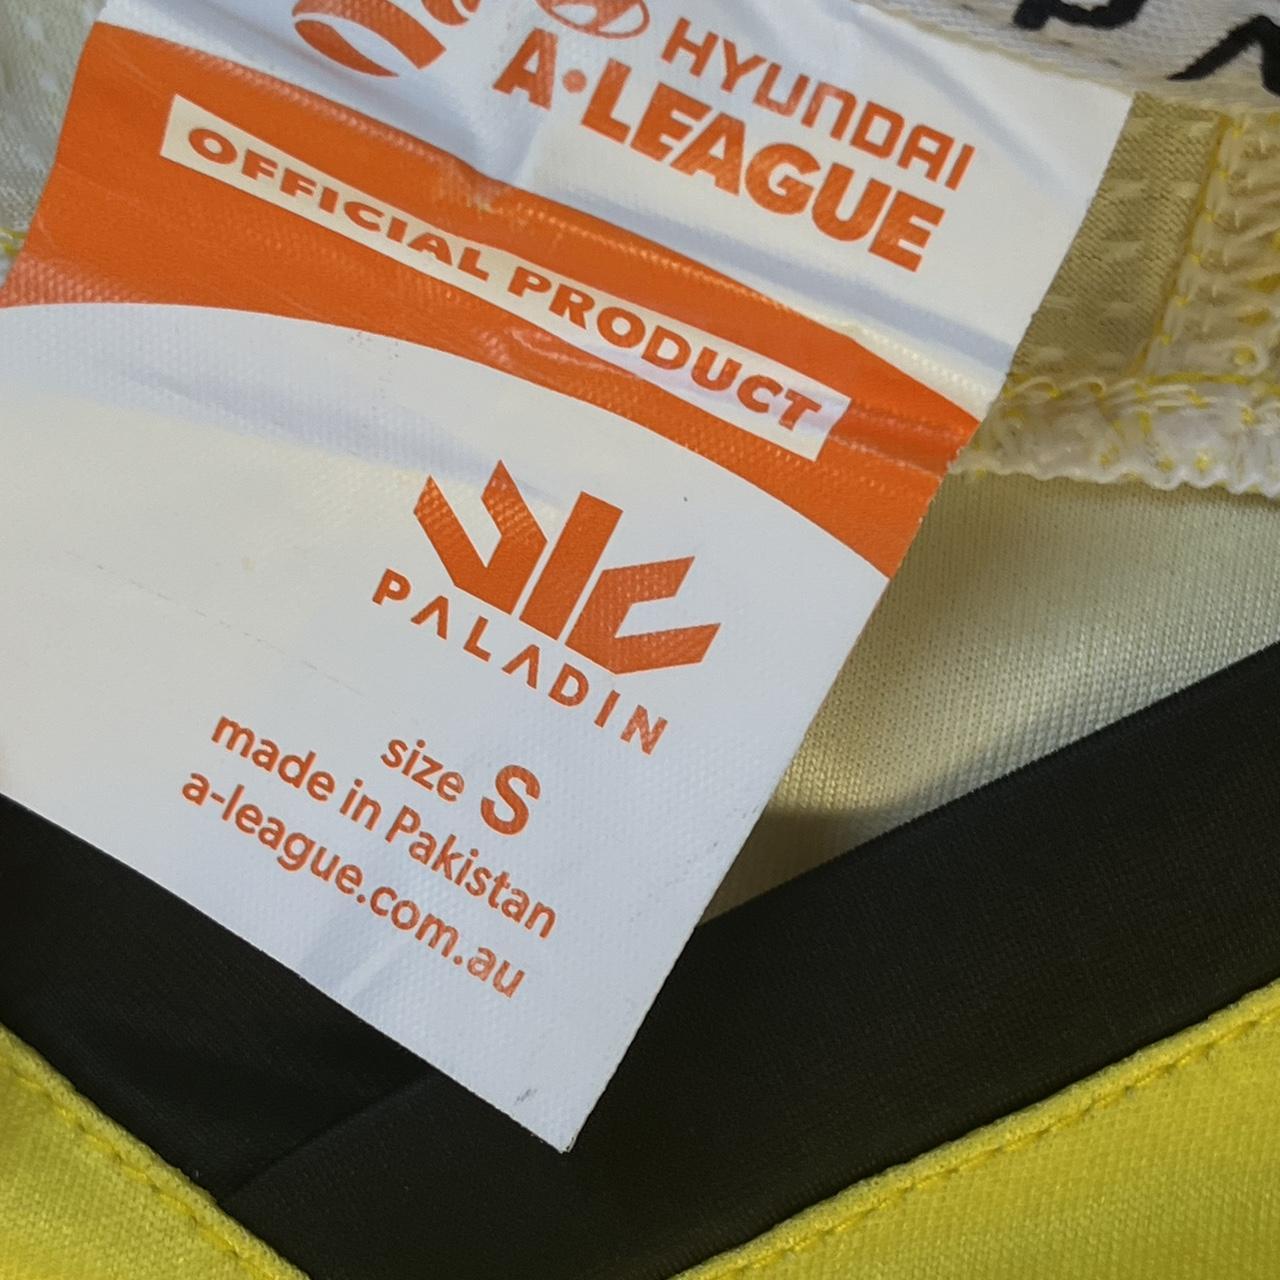 HYUNDAI
A·LEAGUE
OFFICIAL PRODUCT
PALADIN
size S
made in Pakistan
a-league.com.au